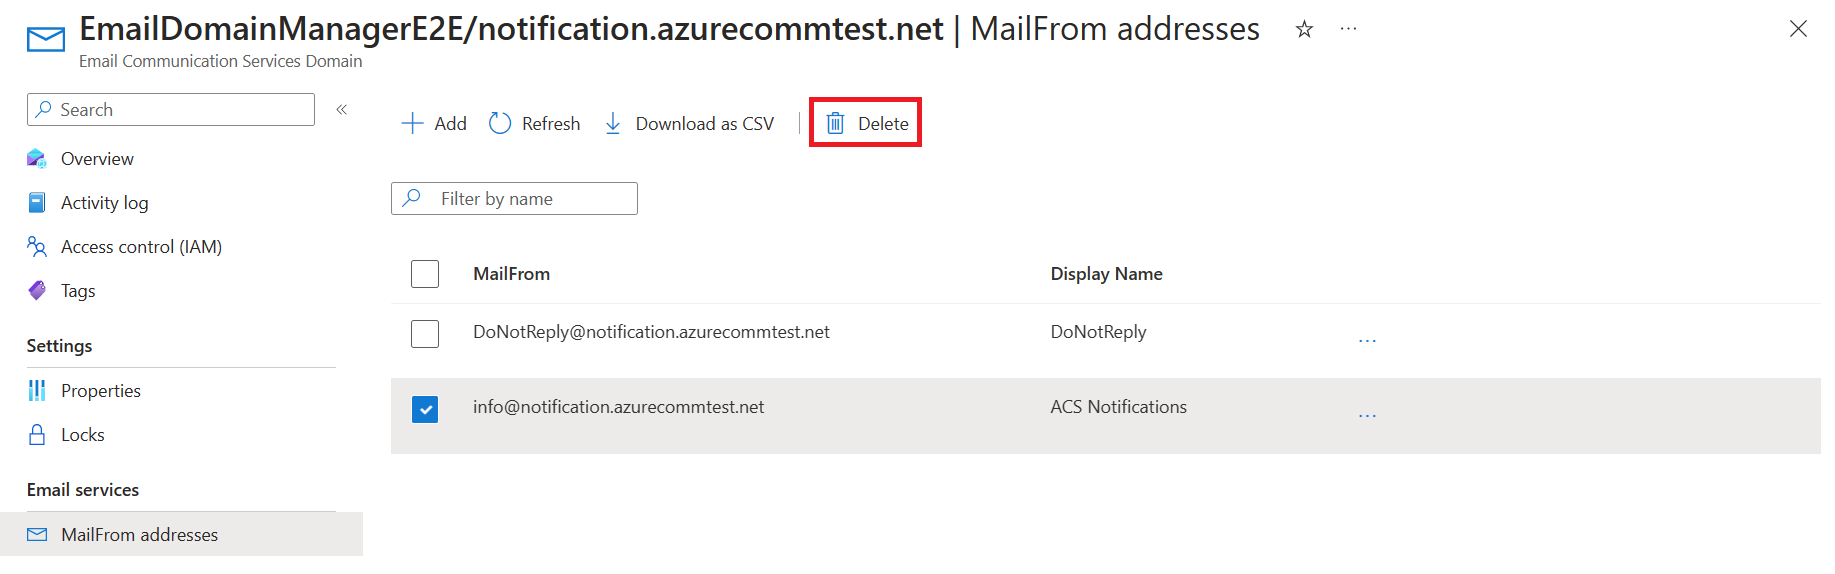 EmailDomainManagerE2E/notification.azurecommtest.net | MailFrom addresses
Email Communication Services Domain
Search
Overview
Activity log
Access control (IAM)
Tags
Settings
Properties
Locks
Email services
MailFrom addresses
Add Refresh Download as CSV Delete
Filter by name
MailFrom Display Name
DoNotReply@notification.azurecommtest.net DoNotReply
info@notification.azurecommtest.net ACS Notifications